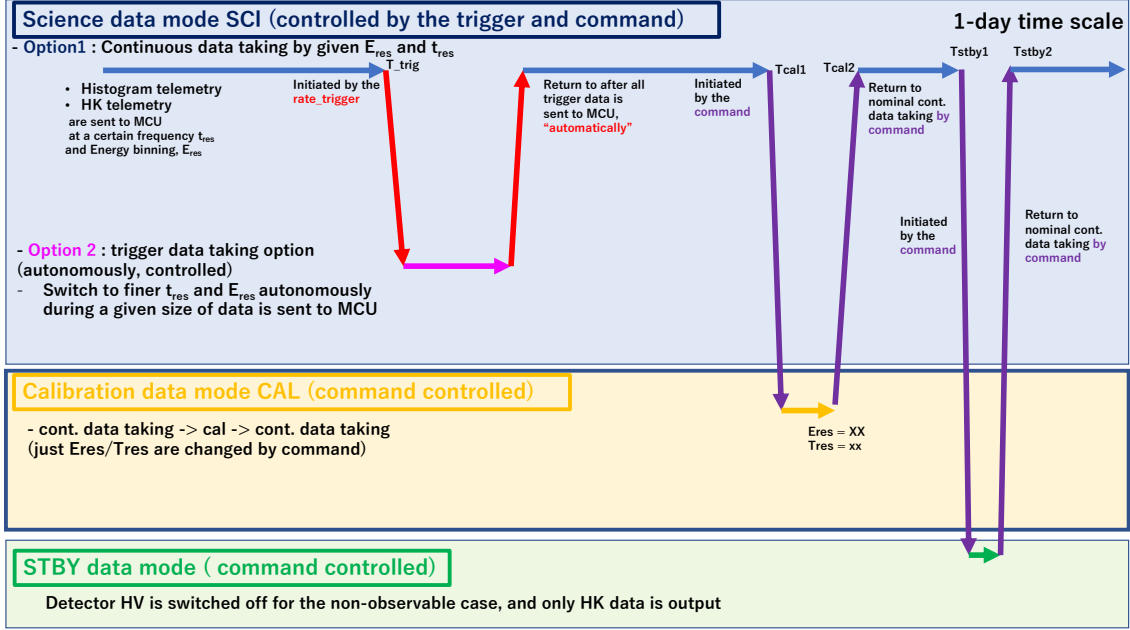 Science data mode SCI (controlled by the trigger and command)
1-day time scale
- Option1 : Continuous data taking by given Eres and tres
T_trig
Tcal1
Tcal2
Tstby1
Tstby2
• Histogram telemetry
• HK telemetry
are sent to MCU
at a certain frequency tres
and Energy binning, Eres
Initiated by the
rate_trigger
Return to after all
trigger data is
sent to MCU,
“automatically”
Initiated
by the
command
Return to
nominal cont.
data taking by
command
Initiated
by the
command
Return to
nominal cont.
data taking by
command
- Option 2 : trigger data taking option
(autonomously, controlled)
- Switch to finer tres and Eres autonomously
during a given size of data is sent to MCU
Calibration data mode CAL (command controlled)
- cont. data taking -> cal -> cont. data taking
(just Eres/Tres are changed by command)
Eres = XX
Tres = xx
STBY data mode ( command controlled)
Detector HV is switched off for the non-observable case, and only HK data is output